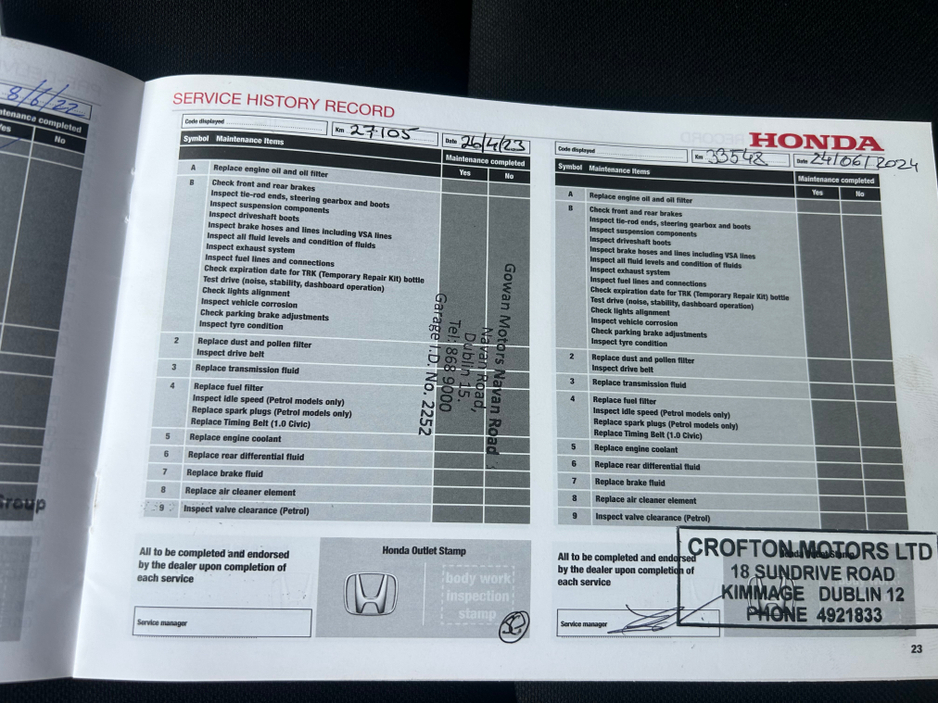 8/6/22
Maintenance completed
Yes
No
Group
SERVICE HISTORY RECORD
Code displayed
Km 27105
Date 26/4/23
Symbol Maintenance Items
Maintenance completed
Yes No
A Replace engine oil and oil filter
B Check front and rear brakes
Inspect tie-rod ends, steering gearbox and boots
Inspect suspension components
Inspect driveshaft boots
Inspect brake hoses and lines including VSA lines
Inspect all fluid levels and condition of fluids
Inspect exhaust system
Inspect fuel lines and connections
Check expiration date for TRK (Temporary Repair Kit) bottle
Test drive (noise, stability, dashboard operation)
Check lights alignment
Inspect vehicle corrosion
Check parking brake adjustments
Inspect tyre condition
2 Replace dust and pollen filter
Inspect drive belt
3 Replace transmission fluid
4 Replace fuel filter
Inspect idle speed (Petrol models only)
Replace spark plugs (Petrol models only)
Replace Timing Belt (1.0 Civic)
5 Replace engine coolant
6 Replace rear differential fluid
7 Replace brake fluid
8 Replace air cleaner element
9 Inspect valve clearance (Petrol)
Gowan Motors Navan Road
Navan Road,
Dublin 15.
Tel: 868 9000
Garage I.D. No. 2252
All to be completed and endorsed
by the dealer upon completion of
each service
Service manager
Honda Outlet Stamp
body work
inspection
stamp
HONDA
Code displayed
Km 33548
Date 24/06/2024
Symbol Maintenance Items
Maintenance completed
Yes No
A Replace engine oil and oil filter
B Check front and rear brakes
Inspect tie-rod ends, steering gearbox and boots
Inspect suspension components
Inspect driveshaft boots
Inspect brake hoses and lines including VSA lines
Inspect all fluid levels and condition of fluids
Inspect exhaust system
Inspect fuel lines and connections
Check expiration date for TRK (Temporary Repair Kit) bottle
Test drive (noise, stability, dashboard operation)
Check lights alignment
Inspect vehicle corrosion
Check parking brake adjustments
Inspect tyre condition
2 Replace dust and pollen filter
Inspect drive belt
3 Replace transmission fluid
4 Replace fuel filter
Inspect idle speed (Petrol models only)
Replace spark plugs (Petrol models only)
Replace Timing Belt (1.0 Civic)
5 Replace engine coolant
6 Replace rear differential fluid
7 Replace brake fluid
8 Replace air cleaner element
9 Inspect valve clearance (Petrol)
All to be completed and endorsed
by the dealer upon completion of
each service
Service manager
CROFTON MOTORS LTD
18 SUNDRIVE ROAD
KIMMAGE DUBLIN 12
PHONE 4921833
23